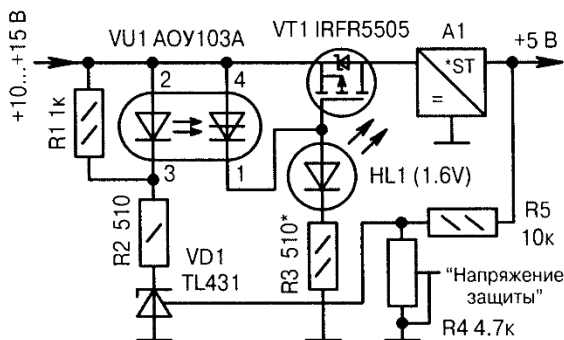 VU1 АОУ103А
VT1 IRFR5505
A1
+5 В
+10...+15 В
2
4
*ST
=
R1 1к
3
1
HL1 (1.6V)
R2 510
VD1
TL431
R3 510*
R5
10к
"Напряжение
защиты"
R4 4.7к